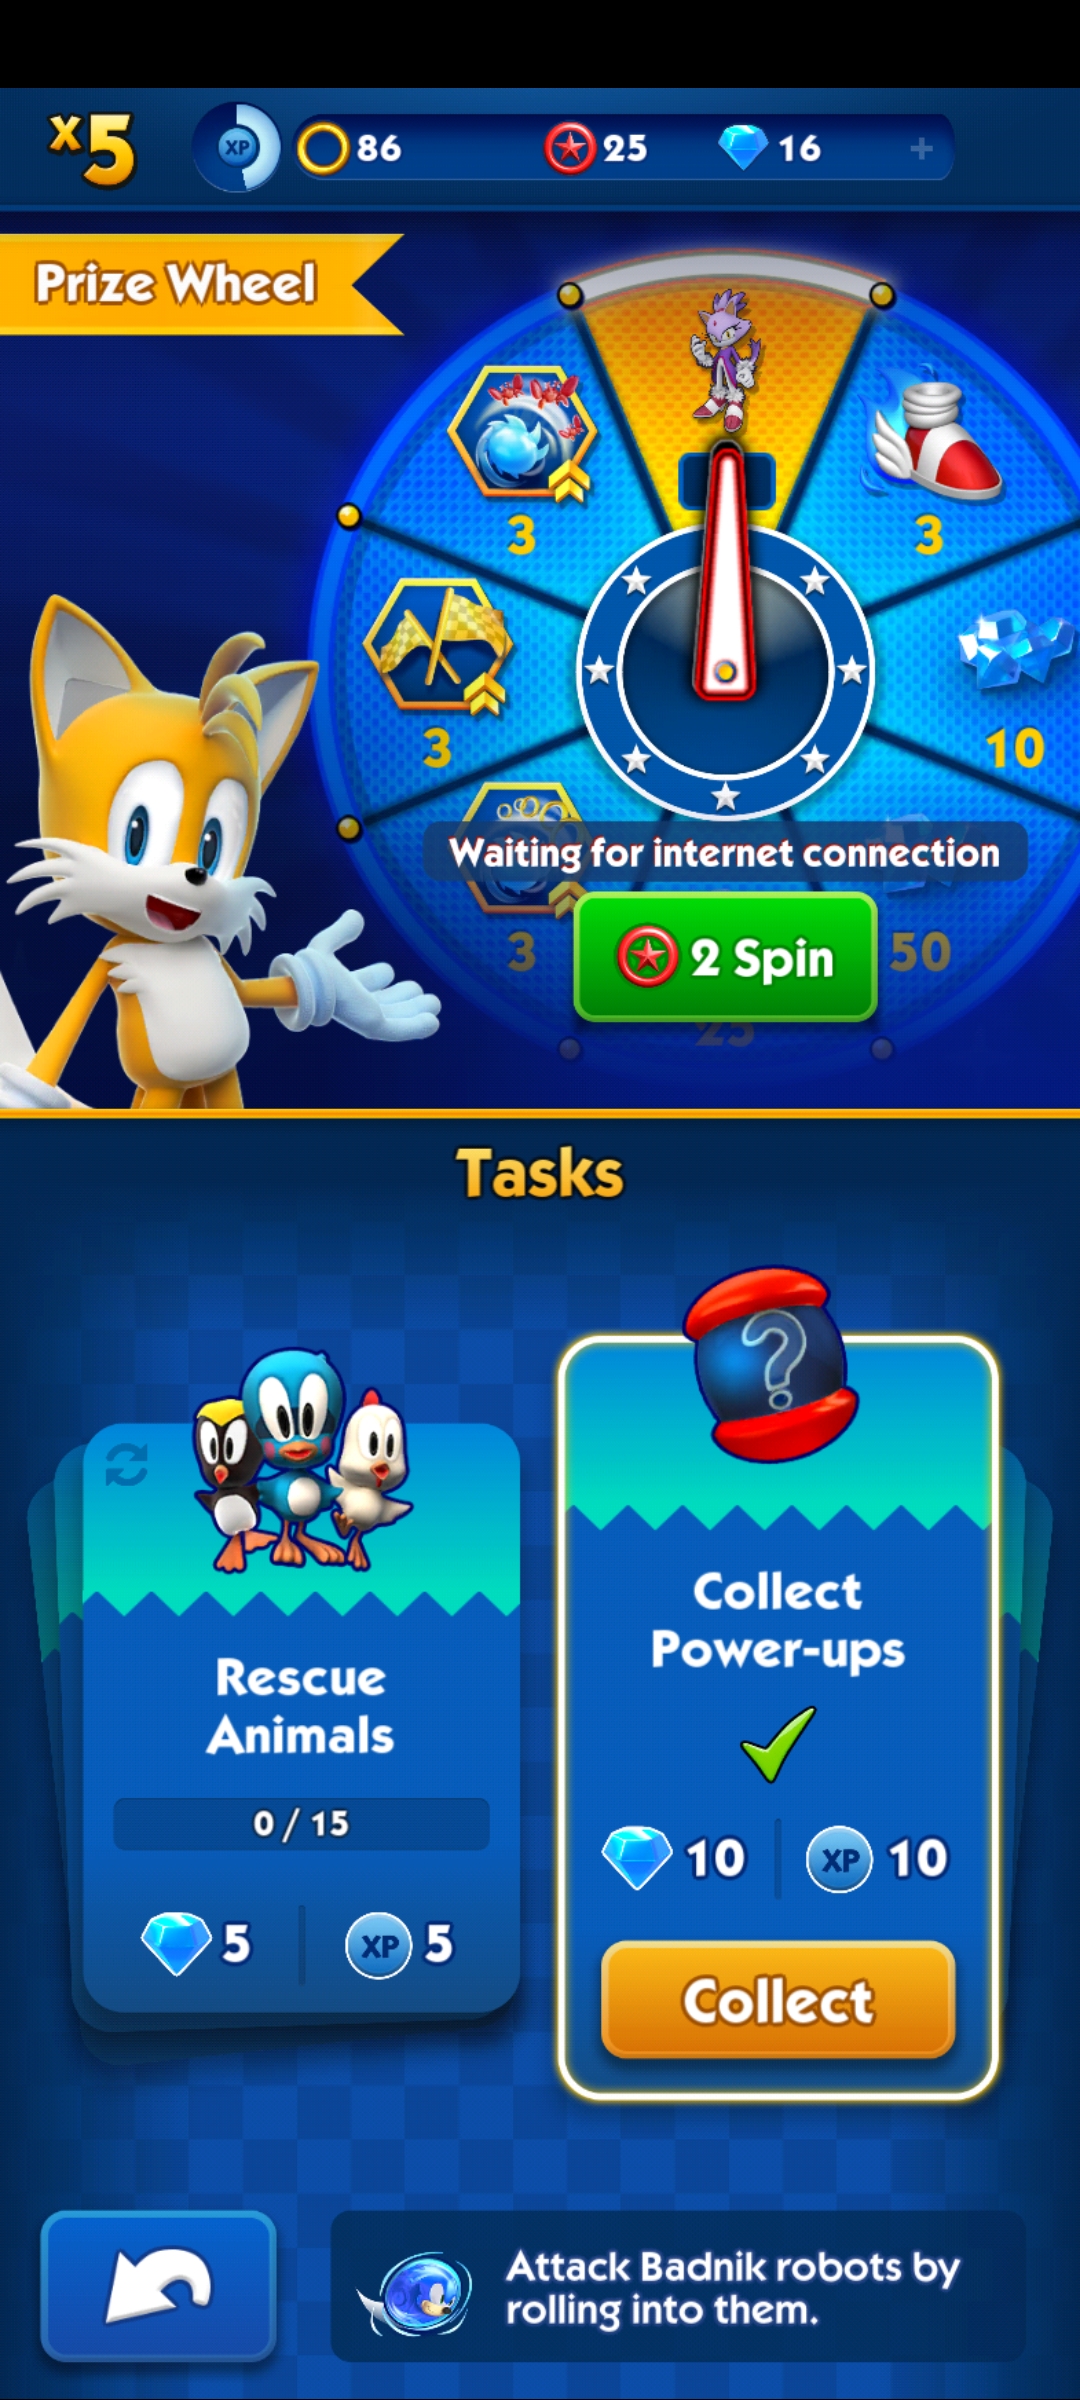 x5
XP
86
25
16
+
Prize Wheel
3
3
3
10
Waiting for internet connection
3
2 Spin
50
25
Tasks
?
Rescue
Animals
0 / 15
5
XP
5
Collect
Power-ups
10
XP
10
Collect
Attack Badnik robots by
rolling into them.